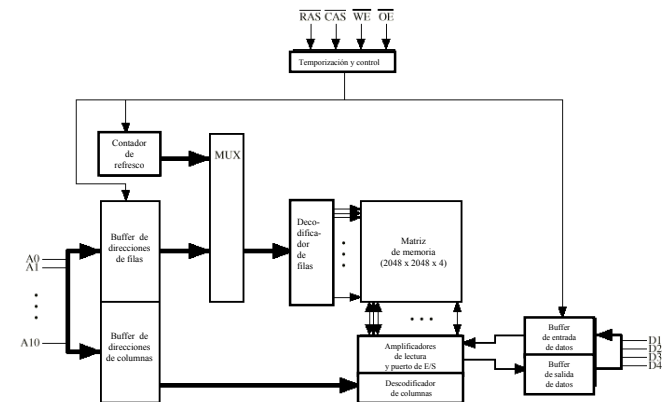 RAS CAS WE OE
Temporización y control
Contador
de
refresco
MUX
Buffer de
direcciones
de filas
Deco-
difica-
dor
de
filas
Matriz
de memoria
(2048 x 2048 x 4)
A0
A1
A10
Buffer de
direcciones
de columnas
Amplificadores
de lectura
y puerto de E/S
Descodificador
de columnas
Buffer
de entrada
de datos
Buffer
de salida
de datos
D1
D2
D3
D4